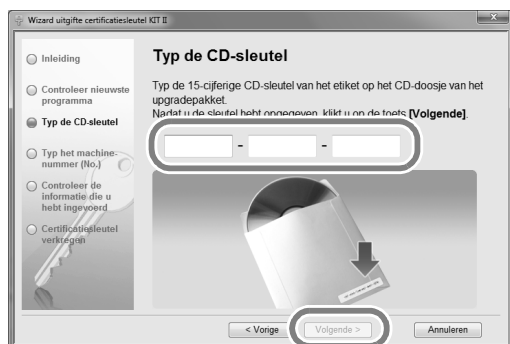 Wizard uitgifte certificatiesleutel KIT II
Inleiding
Controleer nieuwste
programma
Typ de CD-sleutel
Typ het machine-
nummer (No.)
Controleer de
informatie die u
hebt ingevoerd
Certificatiesleutel
verkregen
Typ de CD-sleutel
Typ de 15-cijferige CD-sleutel van het etiket op het CD-doosje van het
upgradepakket.
Nadat u de sleutel hebt opgegeven, klikt u op de toets [Volgende].
- -
< Vorige
Volgende >
Annuleren